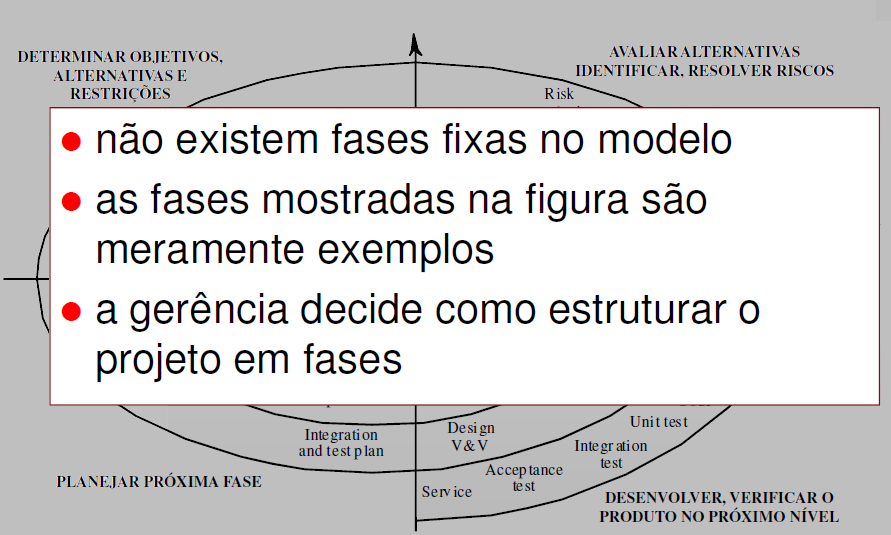 DETERMINAR OBJETIVOS,
ALTERNATIVAS E
RESTRIÇÕES
AVALIAR ALTERNATIVAS
IDENTIFICAR, RESOLVER RISCOS
Risk
não existem fases fixas no modelo
as fases mostradas na figura são
meramente exemplos
a gerência decide como estruturar o
projeto em fases
Integration
and test plan
Design
V&V
Unit test
Integration
test
Acceptance
test
Service
PLANEJAR PRÓXIMA FASE
DESENVOLVER, VERIFICAR O
PRODUTO NO PRÓXIMO NÍVEL